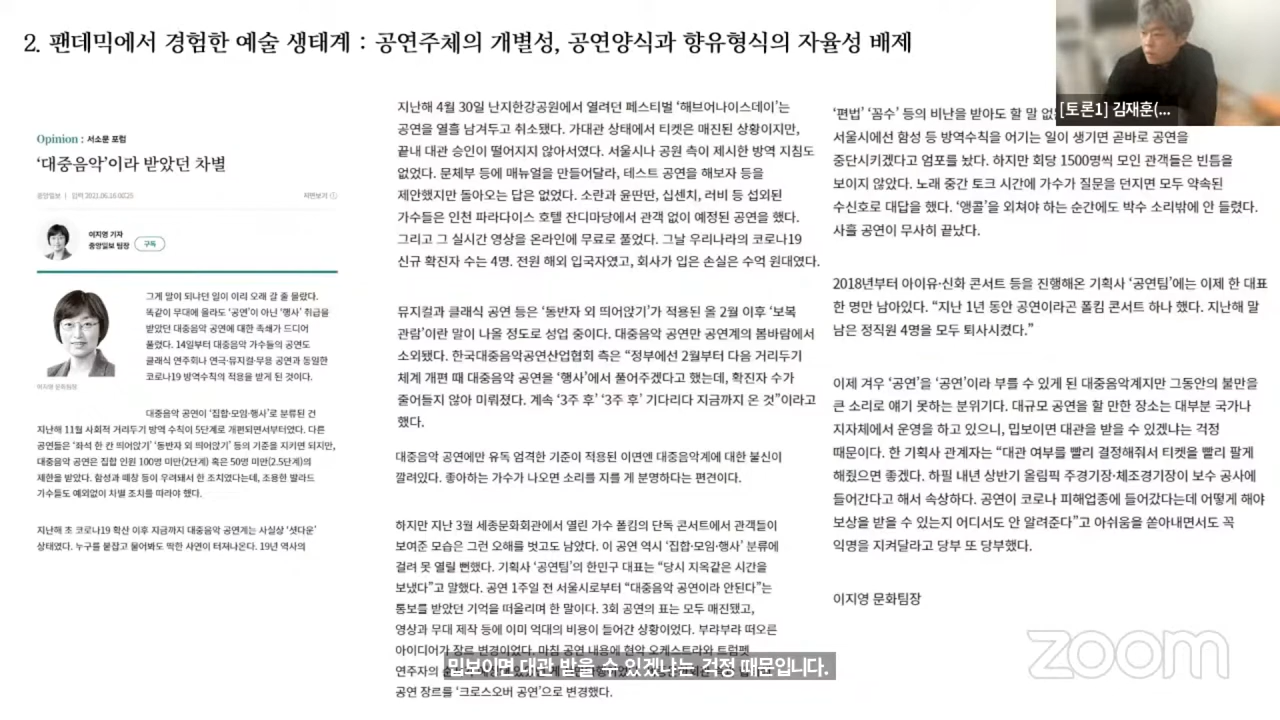 2. 팬데믹에서 경험한 예술 생태계 : 공연주체의 개별성, 공연양식과 향유형식의 자율성 배제
[토론1] 김재훈(...
Opinion : 서소문 포럼
‘대중음악’이라 받았던 차별
중앙일보 | 입력 2021.06.16 00:25
지면보기
이지영 기자
중앙일보 팀장
구독
그게 말이 되냐던 일이 이리 오래 갈 줄 몰랐다.
똑같이 무대에 올라도 ‘공연’이 아닌 ‘행사’ 취급을
받았던 대중음악 공연에 대한 족쇄가 드디어
풀렸다. 14일부터 대중음악 가수들의 공연도
클래식 연주회나 연극·뮤지컬·무용 공연과 동일한
코로나19 방역수칙의 적용을 받게 된 것이다.
이지영 문화팀장
대중음악 공연이 ‘집합·모임·행사’로 분류된 건
지난해 11월 사회적 거리두기 방역 수칙이 5단계로 개편되면서부터였다. 다른
공연들은 ‘좌석 한 칸 띄어앉기’ ‘동반자 외 띄어앉기’ 등의 기준을 지키면 되지만,
대중음악 공연은 집합 인원 100명 미만(2단계) 혹은 50명 미만(2.5단계)의
제한을 받았다. 함성과 떼창 등이 우려돼서 한 조치였다는데, 조용한 발라드
가수들도 예외없이 차별 조치를 따라야 했다.
지난해 초 코로나19 확산 이후 지금까지 대중음악 공연계는 사실상 ‘셧다운’
상태였다. 누구를 붙잡고 물어봐도 딱한 사연이 터져나온다. 19년 역사의
지난해 4월 30일 난지한강공원에서 열려던 페스티벌 ‘해브어나이스데이’는
공연을 열흘 남겨두고 취소됐다. 가대관 상태에서 티켓은 매진된 상황이지만,
끝내 대관 승인이 떨어지지 않아서였다. 서울시나 공원 측이 제시한 방역 지침도
없었다. 문체부 등에 매뉴얼을 만들어달라, 테스트 공연을 해보자 등을
제안했지만 돌아오는 답은 없었다. 소란과 윤딴딴, 십센치, 러비 등 섭외된
가수들은 인천 파라다이스 호텔 잔디마당에서 관객 없이 예정된 공연을 했다.
그리고 그 실시간 영상을 온라인에 무료로 풀었다. 그날 우리나라의 코로나19
신규 확진자 수는 4명. 전원 해외 입국자였고, 회사가 입은 손실은 수억 원대였다.
뮤지컬과 클래식 공연 등은 ‘동반자 외 띄어앉기’가 적용된 올 2월 이후 ‘보복
관람’이란 말이 나올 정도로 성업 중이다. 대중음악 공연만 공연계의 봄바람에서
소외됐다. 한국대중음악공연산업협회 측은 “정부에선 2월부터 다음 거리두기
체계 개편 때 대중음악 공연을 ‘행사’에서 풀어주겠다고 했는데, 확진자 수가
줄어들지 않아 미뤄졌다. 계속 ‘3주 후’ ‘3주 후’ 기다리다 지금까지 온 것”이라고
했다.
대중음악 공연에만 유독 엄격한 기준이 적용된 이면엔 대중음악계에 대한 불신이
깔려있다. 좋아하는 가수가 나오면 소리를 지를 게 분명하다는 편견이다.
하지만 지난 3월 세종문화회관에서 열린 가수 폴킴의 단독 콘서트에서 관객들이
보여준 모습은 그런 오해를 벗고도 남았다. 이 공연 역시 ‘집합·모임·행사’ 분류에
걸려 못 열릴 뻔했다. 기획사 ‘공연팀’의 한민구 대표는 “당시 지옥같은 시간을
보냈다”고 말했다. 공연 1주일 전 서울시로부터 “대중음악 공연이라 안된다”는
통보를 받았던 기억을 떠올리며 한 말이다. 3회 공연의 표는 모두 매진됐고,
영상과 무대 제작 등에 이미 억대의 비용이 들어간 상황이었다. 부랴부랴 떠오른
아이디어가 장르 변경이었다. 마침 공연 내용에 현악 오케스트라와 트럼펫
연주자의
공연 장르를 ‘크로스오버 공연’으로 변경했다.
‘편법’ ‘꼼수’ 등의 비난을 받아도 할 말 없
서울시에선 함성 등 방역수칙을 어기는 일이 생기면 곧바로 공연을
중단시키겠다고 엄포를 놨다. 하지만 회당 1500명씩 모인 관객들은 빈틈을
보이지 않았다. 노래 중간 토크 시간에 가수가 질문을 던지면 모두 약속된
수신호로 대답을 했다. ‘앵콜’을 외쳐야 하는 순간에도 박수 소리밖에 안 들렸다.
사흘 공연이 무사히 끝났다.
2018년부터 아이유·신화 콘서트 등을 진행해온 기획사 ‘공연팀’에는 이제 한 대표
한 명만 남아있다. “지난 1년 동안 공연이라곤 폴킴 콘서트 하나 했다. 지난해 말
남은 정직원 4명을 모두 퇴사시켰다.”
이제 겨우 ‘공연’을 ‘공연’이라 부를 수 있게 된 대중음악계지만 그동안의 불만을
큰 소리로 얘기 못하는 분위기다. 대규모 공연을 할 만한 장소는 대부분 국가나
지자체에서 운영을 하고 있으니, 밉보이면 대관을 받을 수 있겠냐는 걱정
때문이다. 한 기획사 관계자는 “대관 여부를 빨리 결정해줘서 티켓을 빨리 팔게
해줬으면 좋겠다. 하필 내년 상반기 올림픽 주경기장·체조경기장이 보수 공사에
들어간다고 해서 속상하다. 공연이 코로나 피해업종에 들어갔다는데 어떻게 해야
보상을 받을 수 있는지 어디서도 안 알려준다”고 아쉬움을 쏟아내면서도 꼭
익명을 지켜달라고 당부 또 당부했다.
이지영 문화팀장
밉보이면 대관 받을 수 있겠냐는 걱정 때문입니다.
zoom